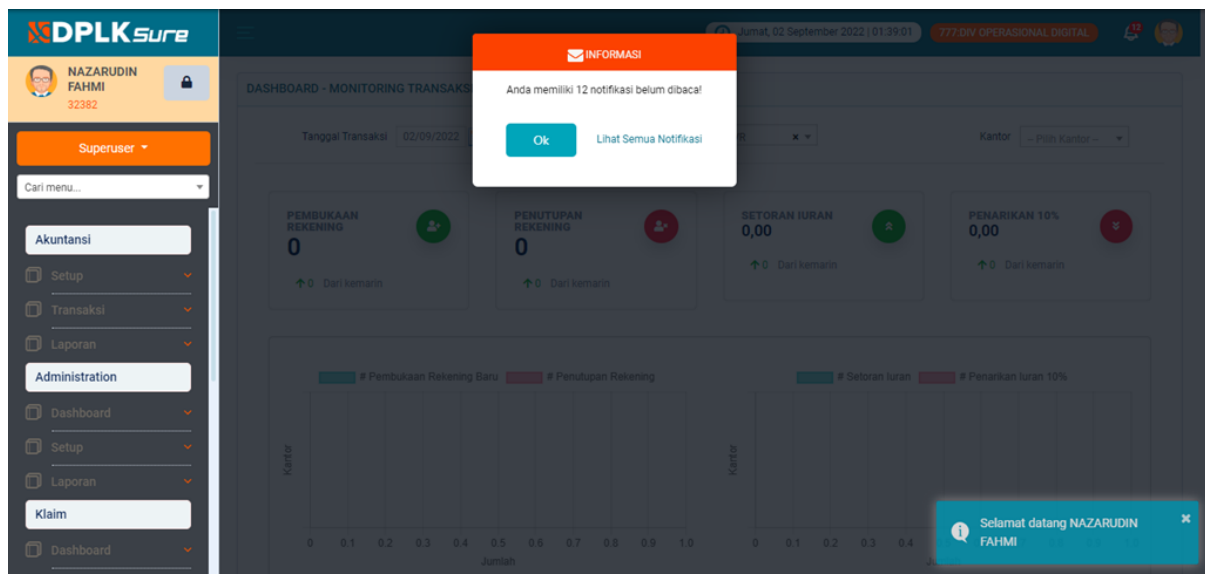 DPLKSure
NAZARUDIN
FAHMI
32382
Superuser
Cari menu...
Akuntansi
Setup
Transaksi
Laporan
Administration
Dashboard
Setup
Laporan
Klaim
Dashboard
Jumat, 02 September 2022 | 01:39:01
777:DIV OPERASIONAL DIGITAL
12
INFORMASI
Anda memiliki 12 notifikasi belum dibaca!
Ok
Lihat Semua Notifikasi
DASHBOARD - MONITORING TRANSAKS
Tanggal Transaksi 02/09/2022
Kantor -- Pilih Kantor --
PEMBUKAAN
REKENING
0
0 Dari kemarin
PENUTUPAN
REKENING
0
0 Dari kemarin
SETORAN IURAN
0,00
0 Dari kemarin
PENARIKAN 10%
0,00
0 Dari kemarin
# Pembukaan Rekening Baru # Penutupan Rekening
Kantor
0 0.1 0.2 0.3 0.4 0.5 0.6 0.7 0.8 0.9 1.0
Jumlah
# Setoran Iuran # Penarikan Iuran 10%
Kantor
0 0.1 0.2 0.3 0.4
Selamat datang NAZARUDIN
FAHMI